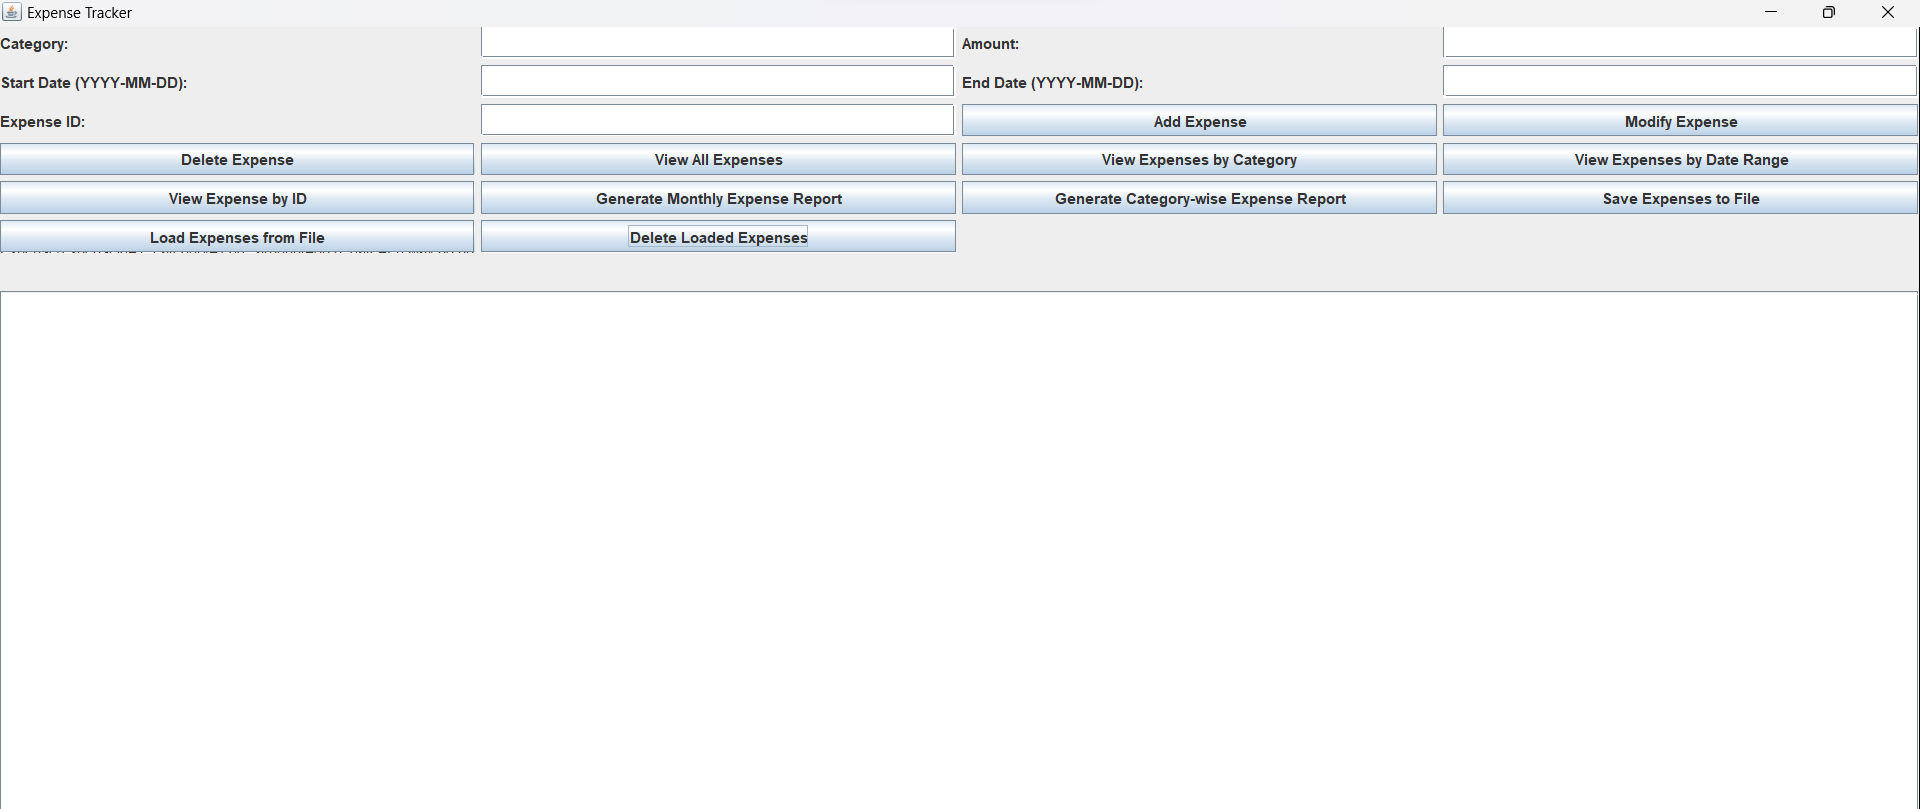 Expense Tracker
Category: Amount:
Start Date (YYYY-MM-DD): End Date (YYYY-MM-DD):
Expense ID: Add Expense Modify Expense
Delete Expense View All Expenses View Expenses by Category View Expenses by Date Range
View Expense by ID Generate Monthly Expense Report Generate Category-wise Expense Report Save Expenses to File
Load Expenses from File Delete Loaded Expenses